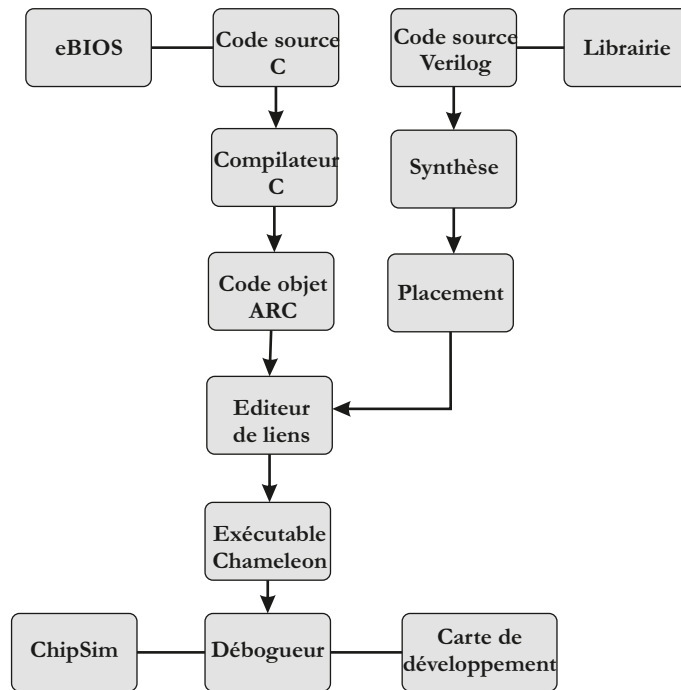 eBIOS
Code source
C
Code source
Verilog
Librairie
Compilateur
C
Synthèse
Code objet
ARC
Placement
Editeur
de liens
Exécutable
Chameleon
ChipSim
Débogueur
Carte de
développement